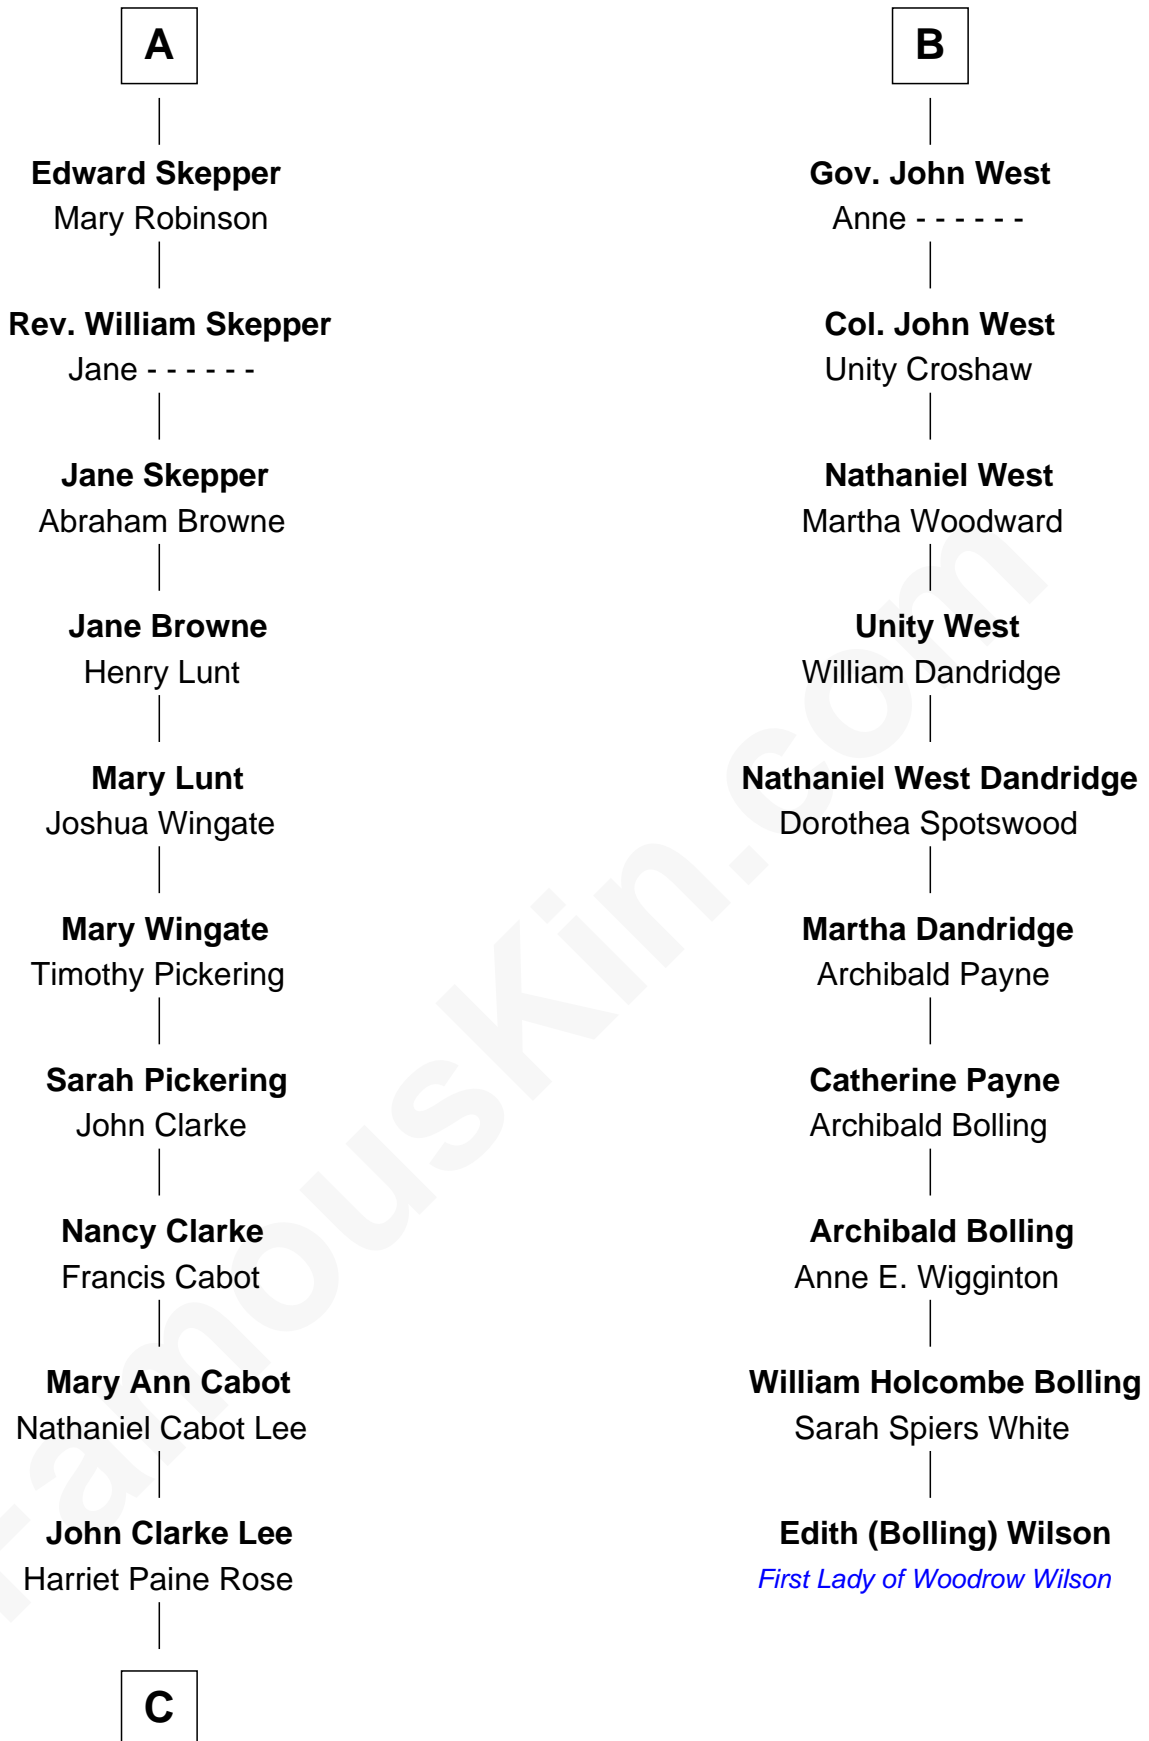 A
Edward Skepper
Mary Robinson
Rev. William Skepper
Jane - - - - - -
Jane Skepper
Abraham Browne
Jane Browne
Henry Lunt
Mary Lunt
Joshua Wingate
Mary Wingate
Timothy Pickering
Sarah Pickering
John Clarke
Nancy Clarke
Francis Cabot
Mary Ann Cabot
Nathaniel Cabot Lee
John Clarke Lee
Harriet Paine Rose
C
B
Gov. John West
Anne - - - - - -
Col. John West
Unity Croshaw
Nathaniel West
Martha Woodward
Unity West
William Dandridge
Nathaniel West Dandridge
Dorothea Spotswood
Martha Dandridge
Archibald Payne
Catherine Payne
Archibald Bolling
Archibald Bolling
Anne E. Wigginton
William Holcombe Bolling
Sarah Spiers White
Edith (Bolling) Wilson
First Lady of Woodrow Wilson
FamousKin.com